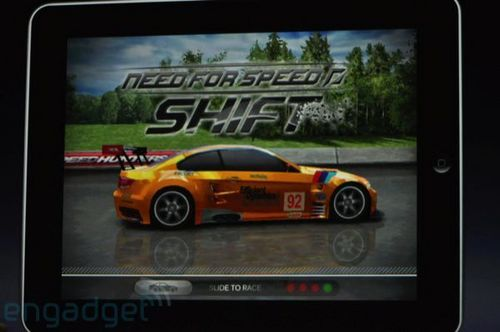 NEED FOR SPEED
SHIFT
92
SLIDE TO RACE
engadget